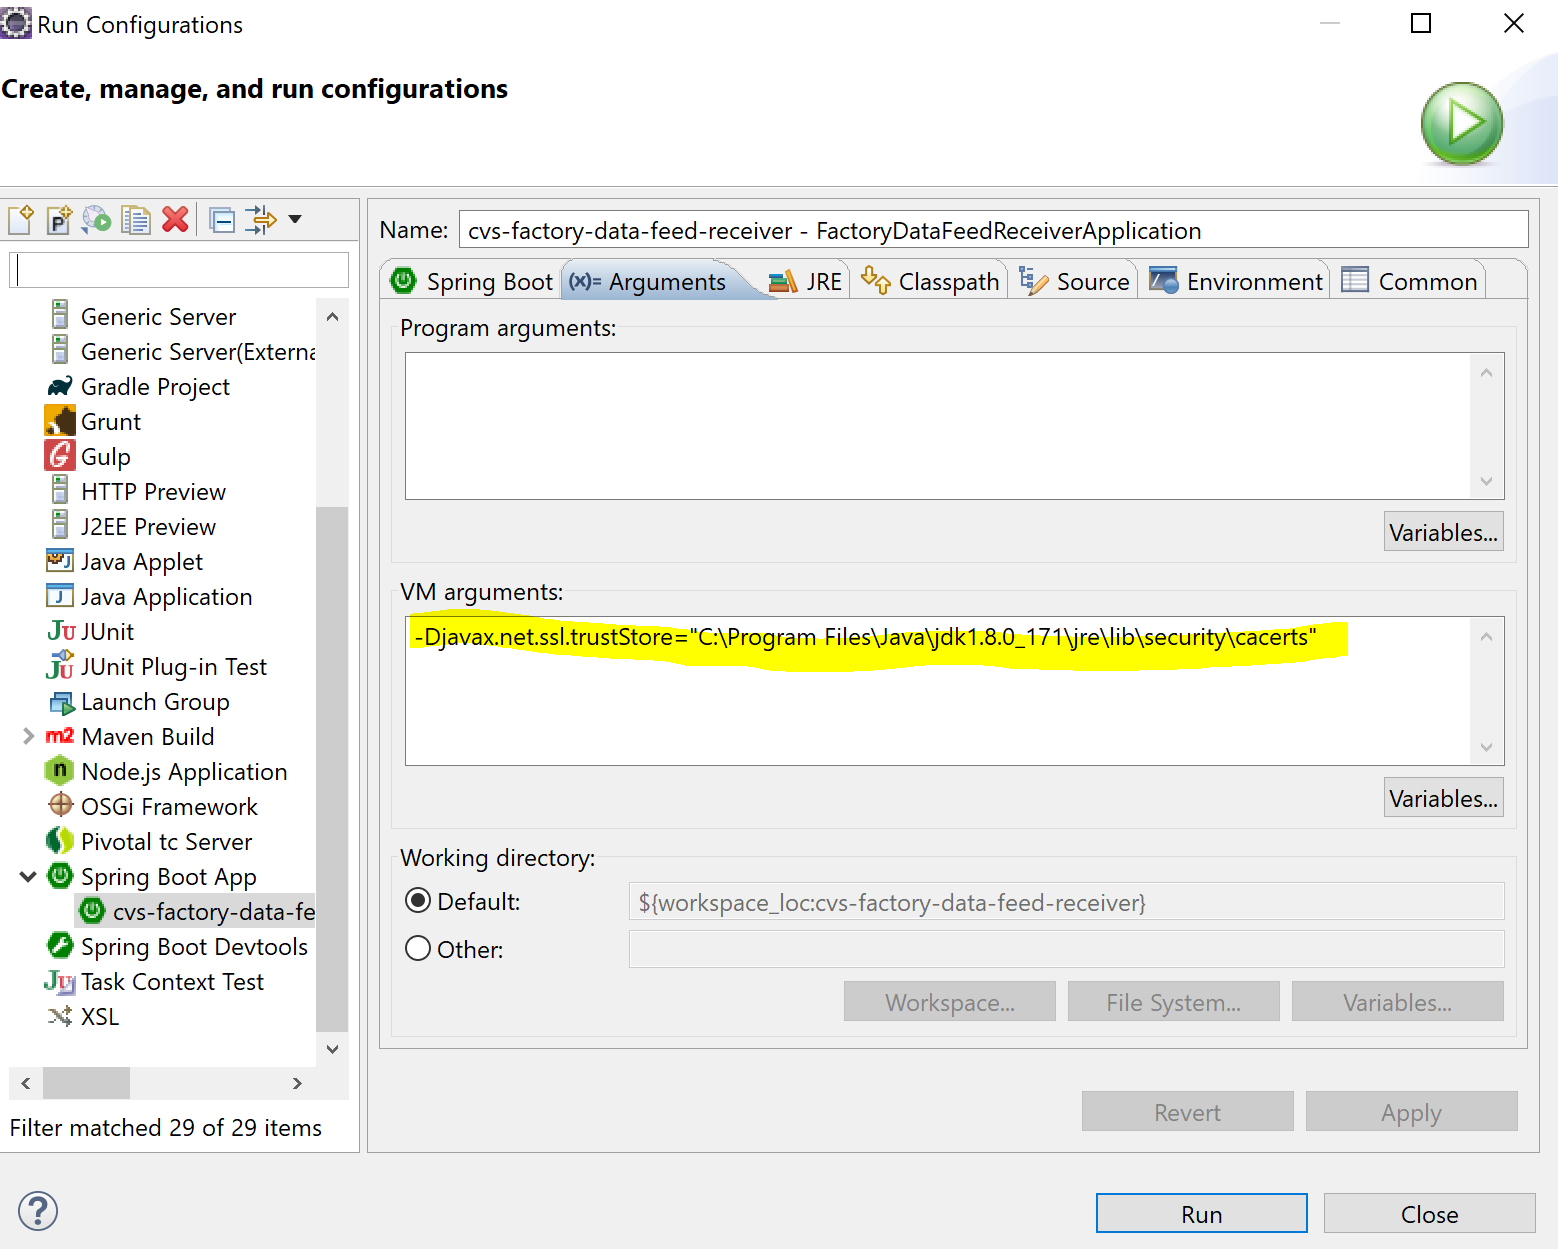 Run Configurations
Create, manage, and run configurations
Name: cvs-factory-data-feed-receiver - FactoryDataFeedReceiverApplication
Spring Boot (x)= Arguments JRE Classpath Source Environment Common
Generic Server
Generic Server(Externa
Gradle Project
Grunt
Gulp
HTTP Preview
J2EE Preview
Java Applet
Java Application
JUnit
JUnit Plug-in Test
Launch Group
Maven Build
Node.js Application
OSGi Framework
Pivotal tc Server
Spring Boot App
cvs-factory-data-fe
Spring Boot Devtools
Task Context Test
XSL
Filter matched 29 of 29 items
Program arguments:
Variables...
VM arguments:
-Djavax.net.ssl.trustStore="C:\Program Files\Java\jdk1.8.0_171\jre\lib\security\cacerts"
Variables...
Working directory:
Default: ${workspace_loc:cvs-factory-data-feed-receiver}
Other:
Workspace... File System... Variables...
Revert Apply
? Run Close